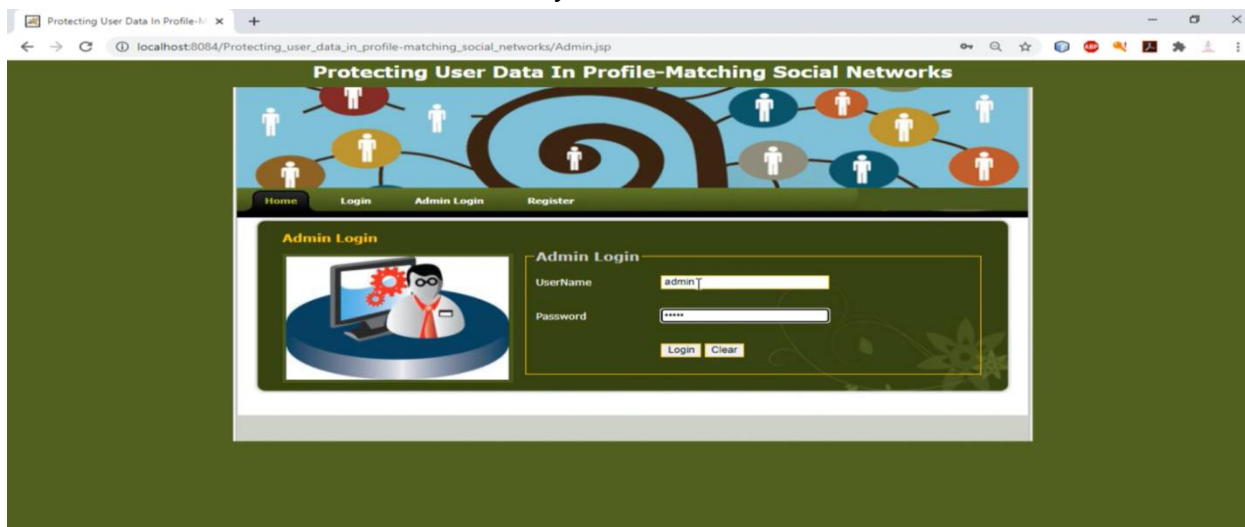 Protecting User Data In Profile-M
localhost:8084/Protecting_user_data_in_profile-matching_social_networks/Admin.jsp
ABP
Protecting User Data In Profile-Matching Social Networks
Home Login Admin Login Register
Admin Login
Admin Login
UserName admin
Password •••••
Login Clear